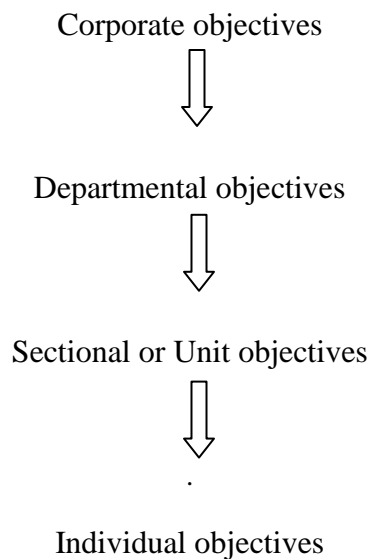 Corporate objectives
Departmental objectives
Sectional or Unit objectives
.
Individual objectives